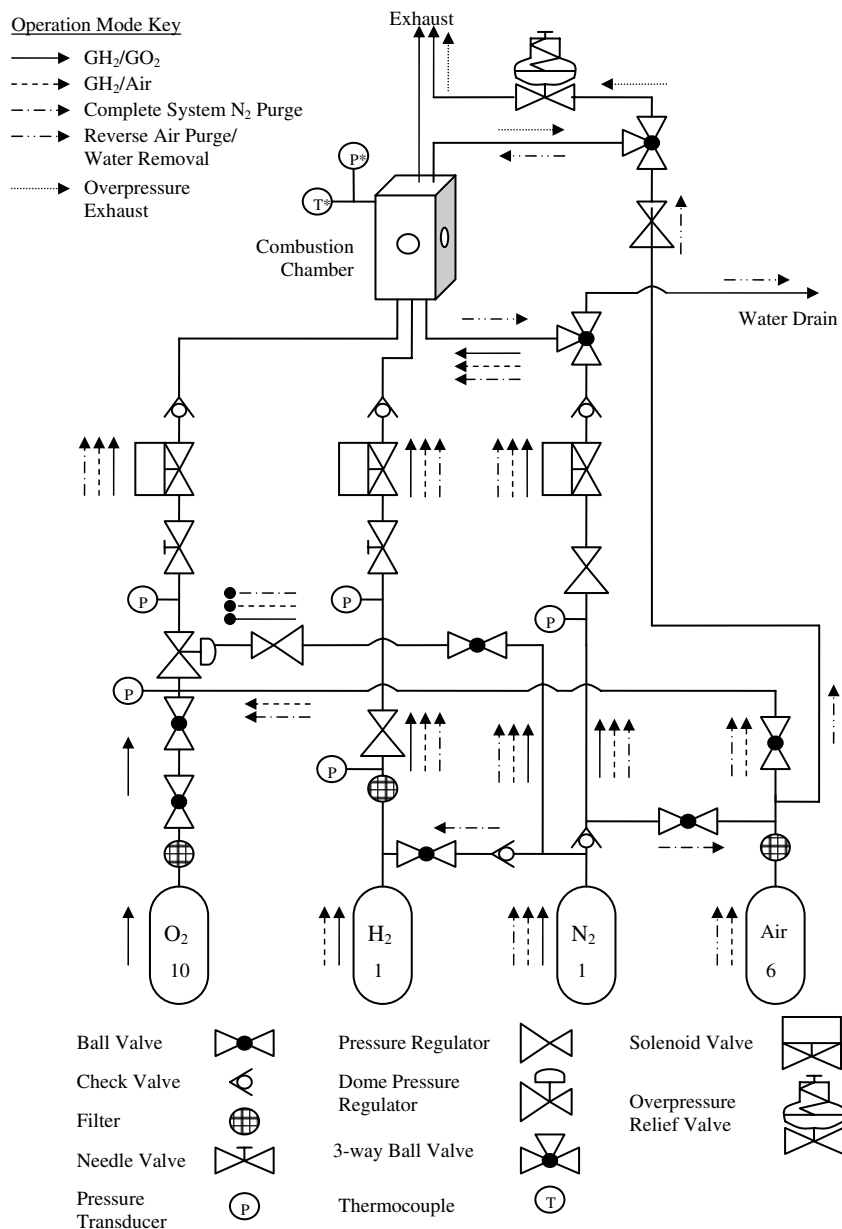 Exhaust
Operation Mode Key
GH2/GO2
GH2/Air
Complete System N2 Purge
Reverse Air Purge/
Water Removal
Overpressure
Exhaust
P*
T*
Combustion
Chamber
Water Drain
P
P
P
P
P
O2
10
H2
1
N2
1
Air
6
Ball Valve
Check Valve
Filter
Needle Valve
Pressure
Transducer
P
Pressure Regulator
Dome Pressure
Regulator
3-way Ball Valve
Thermocouple
T
Solenoid Valve
Overpressure
Relief Valve